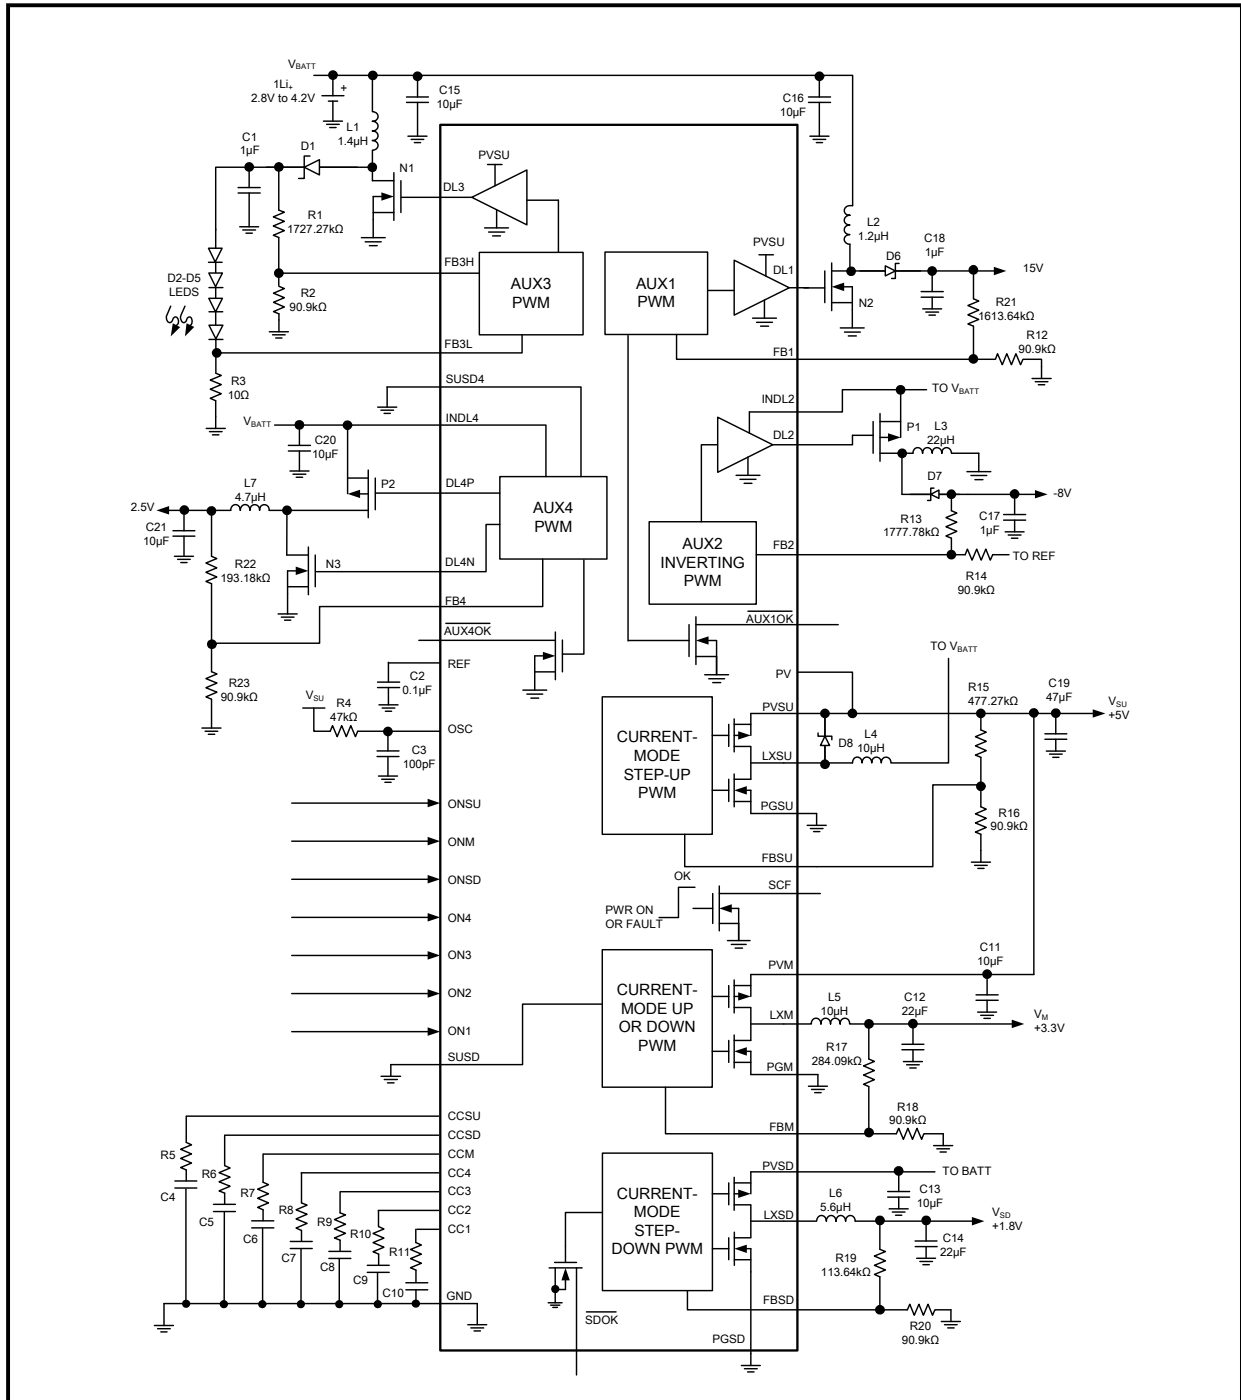 VBATT
1Li+
2.8V to 4.2V
+
C15
10µF
C16
10µF
C1
1µF
D1
L1
1.4µH
N1
DL3
PVSU
R1
1727.27kΩ
FB3H
D2-D5
LEDS
R2
90.9kΩ
AUX3
PWM
FB3L
R3
10Ω
AUX1
PWM
PVSU
DL1
L2
1.2µH
C18
1µF
D6
15V
N2
R21
1613.64kΩ
R12
90.9kΩ
FB1
SUSD4
VBATT
INDL4
C20
10µF
P2
DL4P
L7
4.7µH
2.5V
C21
10µF
AUX4
PWM
R22
193.18kΩ
N3
DL4N
FB4
AUX4OK
R23
90.9kΩ
INDL2
TO VBATT
DL2
P1
L3
22µH
D7
-8V
R13
1777.78kΩ
C17
1µF
AUX2
INVERTING
PWM
FB2
TO REF
R14
90.9kΩ
AUX1OK
REF
C2
0.1µF
VSU
R4
47kΩ
OSC
C3
100pF
TO VBATT
PV
R15
477.27kΩ
C19
47µF
VSU
+5V
PVSU
CURRENT-
MODE
STEP-UP
PWM
D8
L4
10µH
LXSU
PGSU
R16
90.9kΩ
FBSU
ONSU
ONM
ONSD
ON4
ON3
ON2
ON1
SUSD
OK
SCF
PWR ON
OR FAULT
CURRENT-
MODE UP
OR DOWN
PWM
PVM
C11
10µF
LXM
L5
10µH
C12
22µF
VM
+3.3V
R17
284.09kΩ
PGM
R18
90.9kΩ
FBM
CCSU
CCSD
CCM
CC4
CC3
CC2
CC1
R5
C4
R6
C5
R7
C6
R8
C7
R9
C8
R10
C9
R11
C10
GND
CURRENT-
MODE
STEP-
DOWN PWM
PVSD
TO BATT
C13
10µF
LXSD
L6
5.6µH
VSD
+1.8V
C14
22µF
R19
113.64kΩ
FBSD
R20
90.9kΩ
SDOK
PGSD